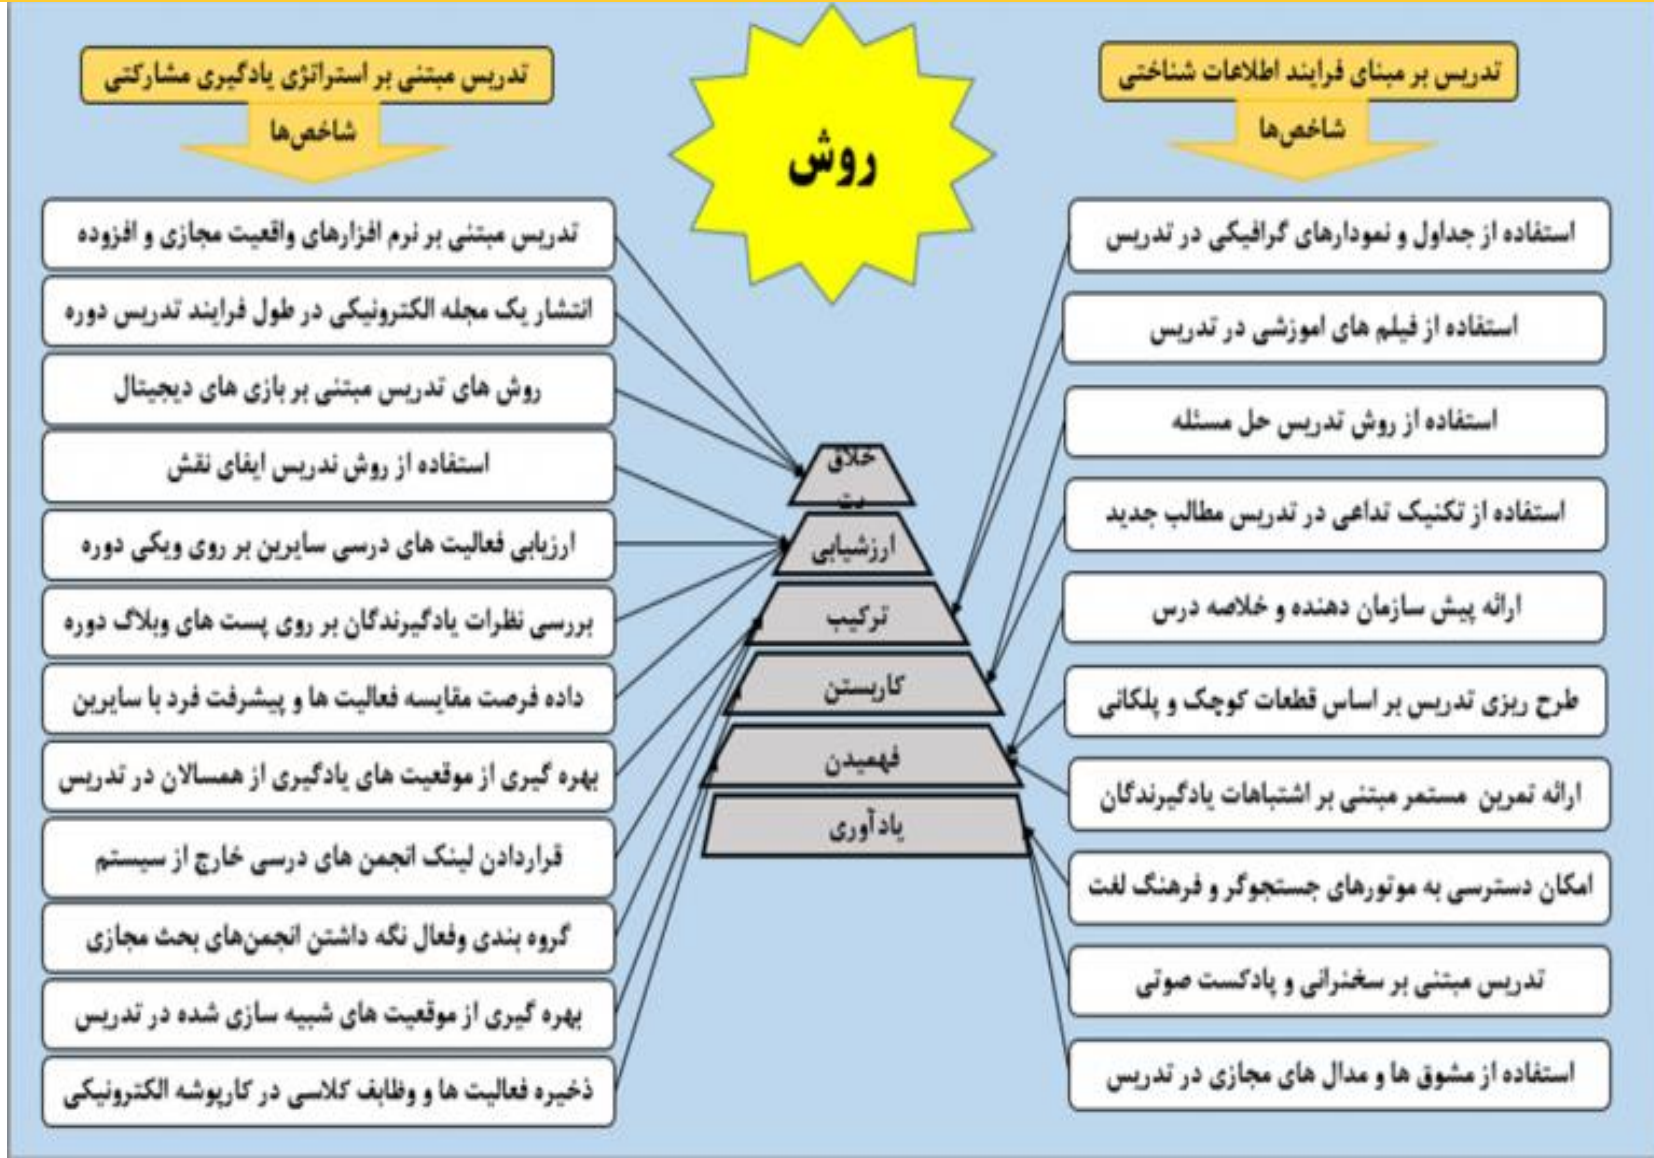 روش
تدریس بر مبنای فرایند اطلاعات شناختی
شاخص‌ها
استفاده از جداول و نمودارهای گرافیکی در تدریس
استفاده از فیلم های اموزشی در تدریس
استفاده از روش تدریس حل مسئله
استفاده از تکنیک تداعی در تدریس مطالب جدید
ارائه پیش سازمان دهنده و خلاصه درس
طرح ریزی تدریس بر اساس قطعات کوچک و پلکانی
ارائه تمرین مستمر مبتنی بر اشتباهات یادگیرندگان
امکان دسترسی به موتورهای جستجوگر و فرهنگ لغت
تدریس مبتنی بر سخنرانی و پادکست صوتی
استفاده از مشوق ها و مدال های مجازی در تدریس
خلاق
یت
ارزشیابی
ترکیب
کاربستن
فهمیدن
یادآوری
تدریس مبتنی بر استراتژی یادگیری مشارکتی
شاخص‌ها
تدریس مبتنی بر نرم افزارهای واقعیت مجازی و افزوده
انتشار یک مجله الکترونیکی در طول فرایند تدریس دوره
روش های تدریس مبتنی بر بازی های دیجیتال
استفاده از روش تدریس ایفای نقش
ارزیابی فعالیت های درسی سایرین بر روی ویکی دوره
بررسی نظرات یادگیرندگان بر روی پست های وبلاگ دوره
داده فرصت مقایسه فعالیت ها و پیشرفت فرد با سایرین
بهره گیری از موقعیت های یادگیری از همسالان در تدریس
قراردادن لینک انجمن های درسی خارج از سیستم
گروه بندی وفعال نگه داشتن انجمن‌های بحث مجازی
بهره گیری از موقعیت های شبیه سازی شده در تدریس
ذخیره فعالیت ها و وظایف کلاسی در کارپوشه الکترونیکی